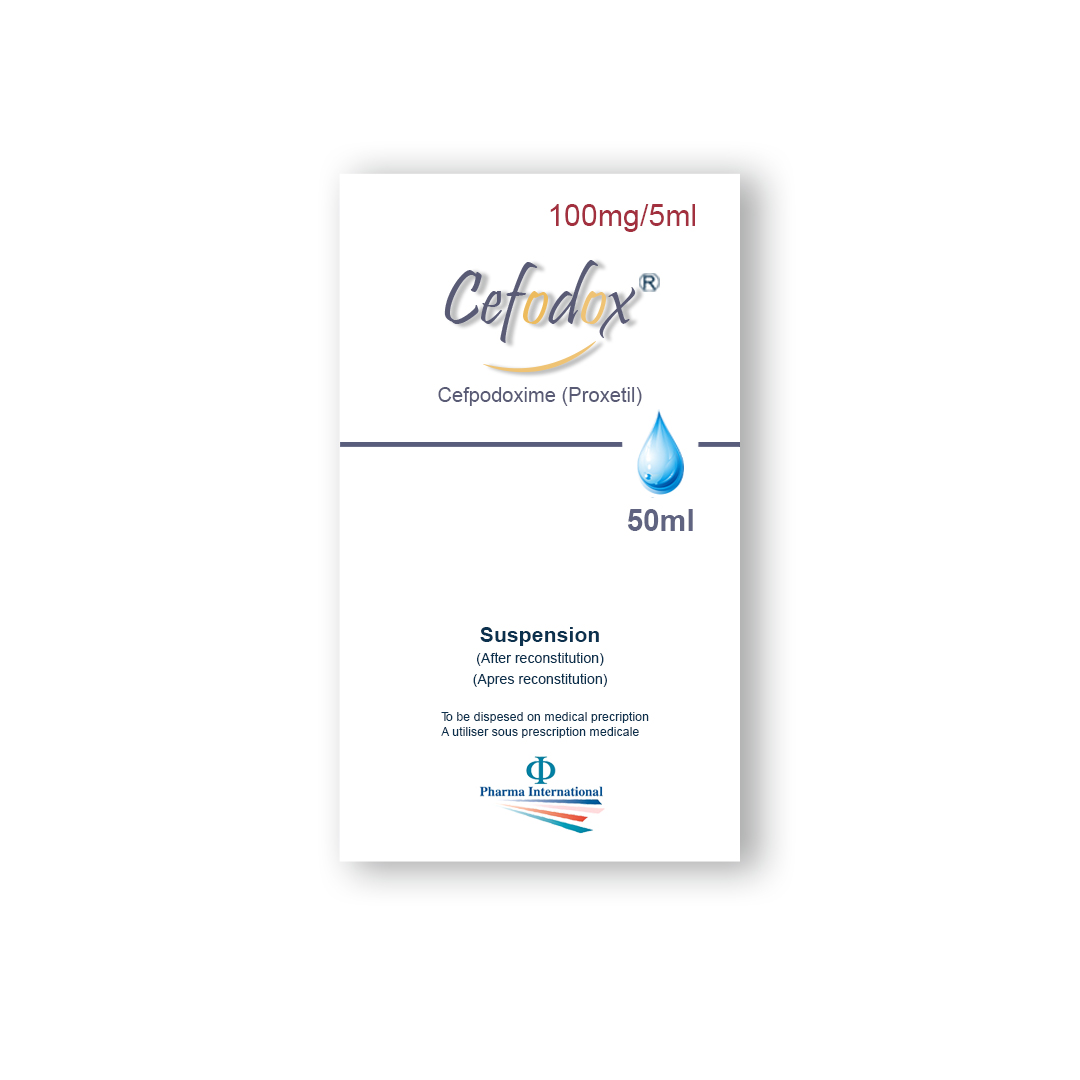 100mg/5ml
Cefodox®
Cefpodoxime (Proxetil)
50ml
Suspension
(After reconstitution)
(Apres reconstitution)
To be dispesed on medical precription
A utiliser sous prescription medicale
Φ
Pharma International